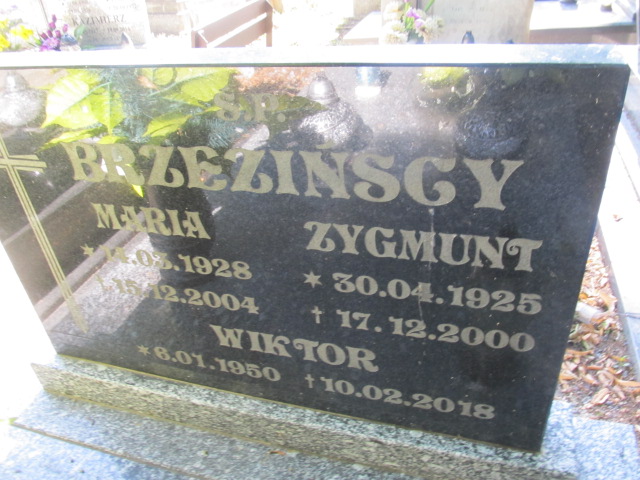 KAZIMIERZ
Ś.P.
BRZEZIŃSCY
MARIA
* 14.03.1928
† 15.12.2004
ZYGMUNT
* 30.04.1925
† 17.12.2000
WIKTOR
* 6.01.1950 † 10.02.2018